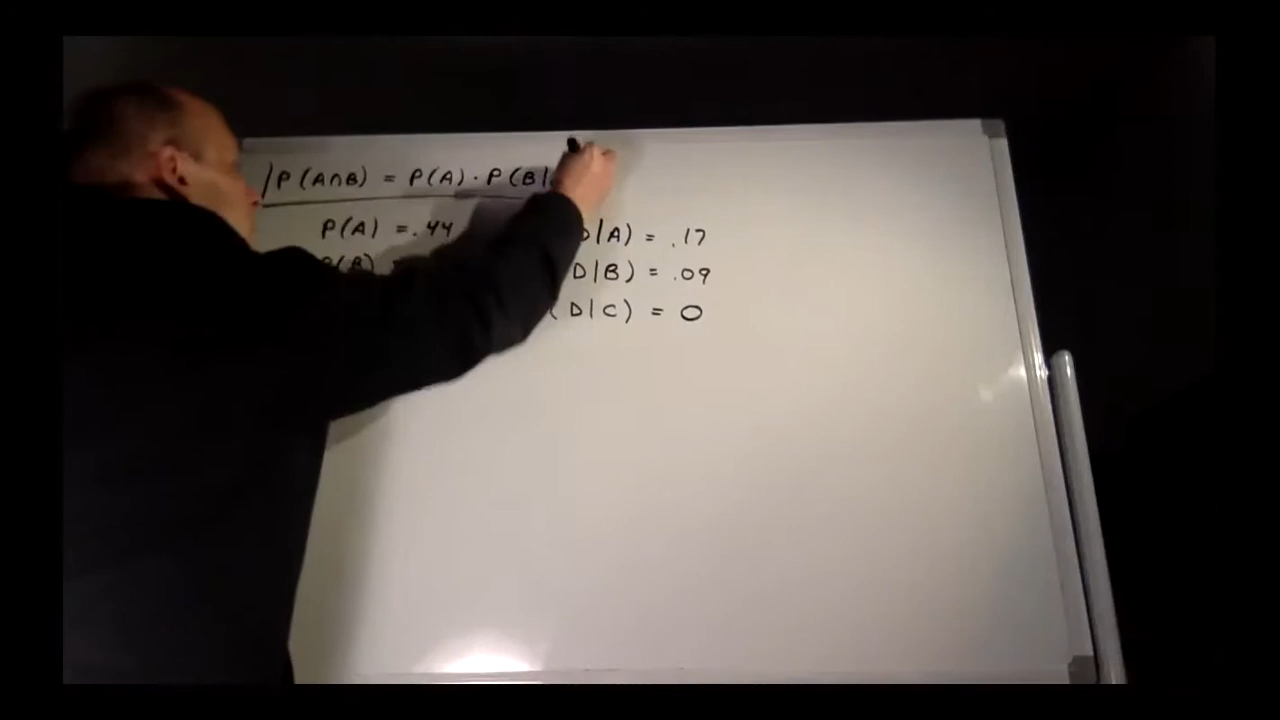 P(A∩B) = P(A) · P(B|
P(A) = .44
D|A) = .17
P(B)
D|B) = .09
(D|C) = 0